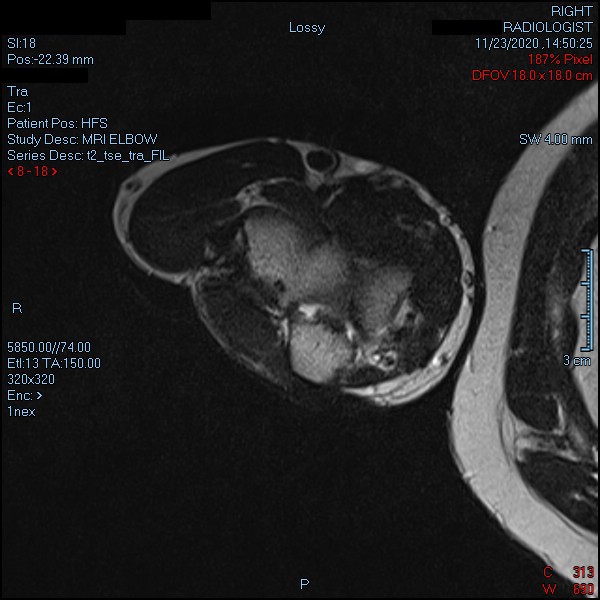 Lossy
RIGHT
RADIOLOGIST
11/23/2020 ,14:50:25
187% Pixel
DFOV 18.0 x 18.0 cm
SW 4.00 mm
SI:18
Pos:-22.39 mm
Tra
Ec:1
Patient Pos: HFS
Study Desc: MRI ELBOW
Series Desc: t2_tse_tra_FIL
< 8 - 18 >
R
5850.00//74.00
Etl:13 TA:150.00
320x320
Enc: >
1nex
3 cm
P
C 313
W 630